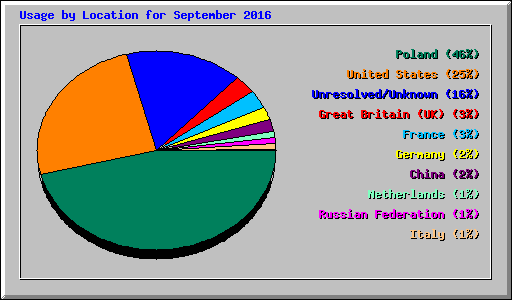 Usage by Location for September 2016
Poland (46%)
United States (25%)
Unresolved/Unknown (16%)
Great Britain (UK) (3%)
France (3%)
Germany (2%)
China (2%)
Netherlands (1%)
Russian Federation (1%)
Italy (1%)